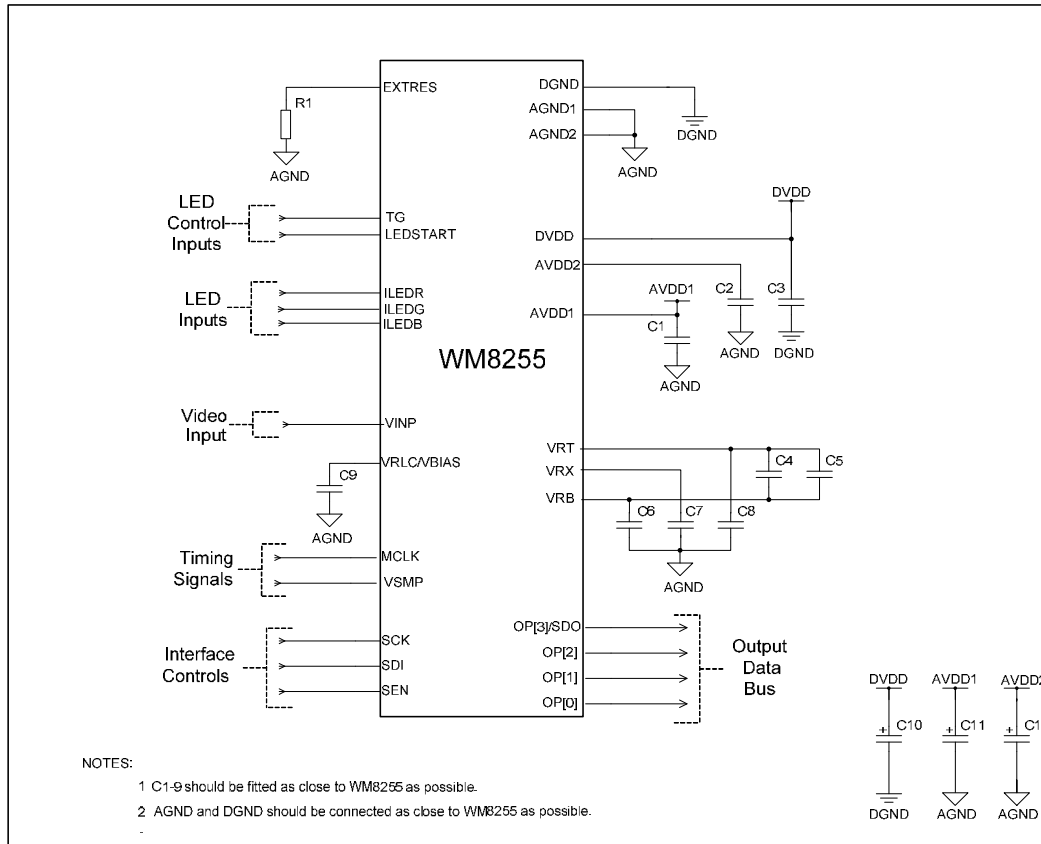 EXTRES
R1
AGND
DGND
AGND1
AGND2
DGND
AGND
LED
Control
Inputs
TG
LEDSTART
DVDD
DVDD
AVDD2
AVDD1
AVDD1
C1
C2
C3
AGND
AGND
DGND
LED
Inputs
ILEDR
ILEDG
ILEDB
WM8255
Video
Input
VINP
VRLC/VBIAS
C9
AGND
VRT
VRX
VRB
C4
C5
C6
C7
C8
AGND
Timing
Signals
MCLK
VSMP
Interface
Controls
SCK
SDI
SEN
OP[3]/SDO
OP[2]
OP[1]
OP[0]
Output
Data
Bus
DVDD
AVDD1
AVDD2
+
C10
+
C11
+
C1
DGND
AGND
AGND
NOTES:
1 C1-9 should be fitted as close to WM8255 as possible.
2 AGND and DGND should be connected as close to WM8255 as possible.